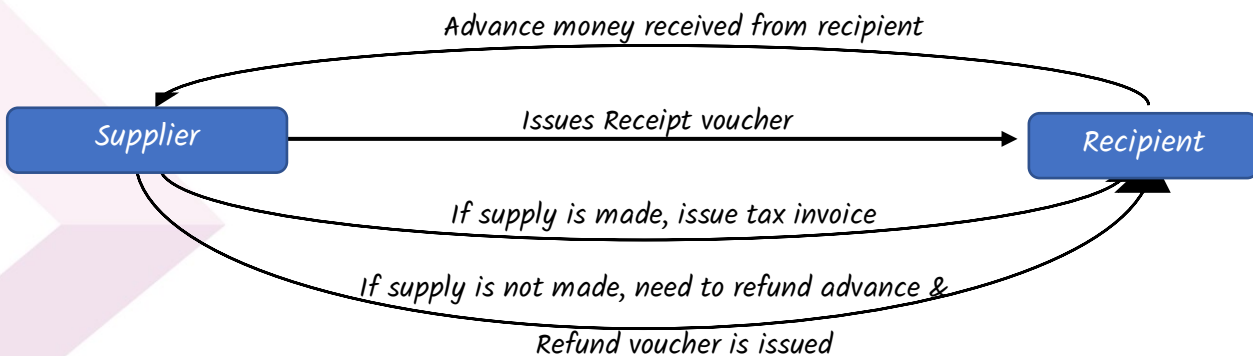 Advance money received from recipient
Supplier
Issues Receipt voucher
Recipient
If supply is made, issue tax invoice
If supply is not made, need to refund advance &
Refund voucher is issued